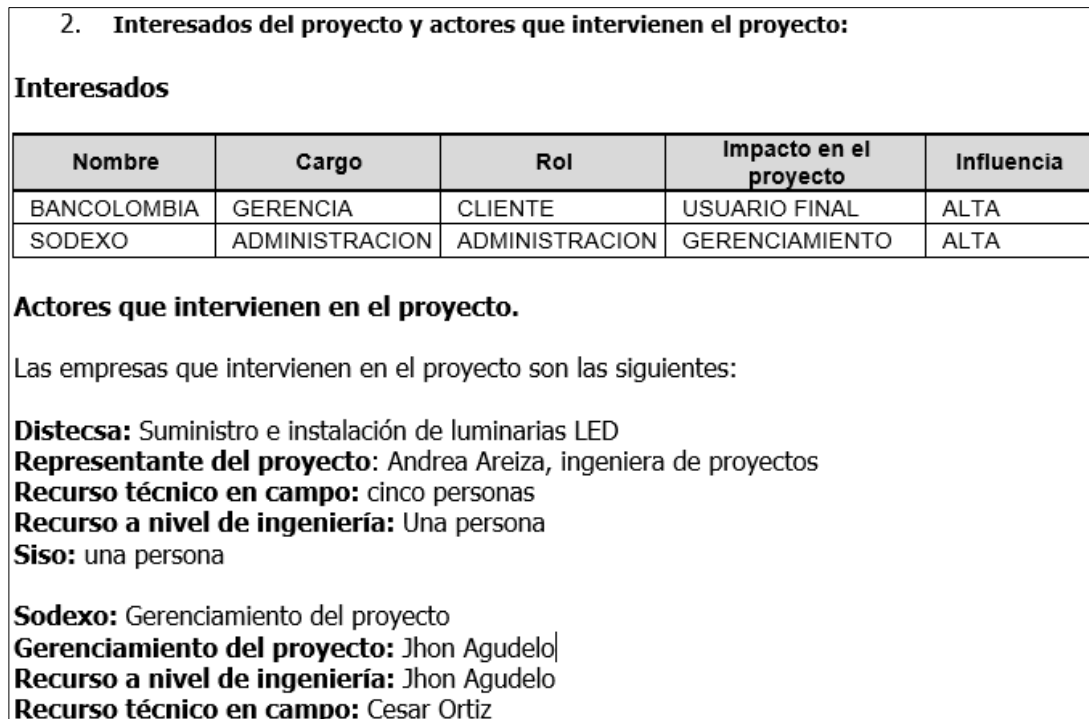 2. Interesados del proyecto y actores que intervienen el proyecto:
Interesados
Nombre Cargo Rol Impacto en el proyecto Influencia
BANCOLOMBIA GERENCIA CLIENTE USUARIO FINAL ALTA
SODEXO ADMINISTRACION ADMINISTRACION GERENCIAMIENTO ALTA
Actores que intervienen en el proyecto.
Las empresas que intervienen en el proyecto son las siguientes:
Distecsa: Suministro e instalación de luminarias LED
Representante del proyecto: Andrea Areiza, ingeniera de proyectos
Recurso técnico en campo: cinco personas
Recurso a nivel de ingeniería: Una persona
Siso: una persona
Sodexo: Gerenciamiento del proyecto
Gerenciamiento del proyecto: Jhon Agudelo
Recurso a nivel de ingeniería: Jhon Agudelo
Recurso técnico en campo: Cesar Ortiz